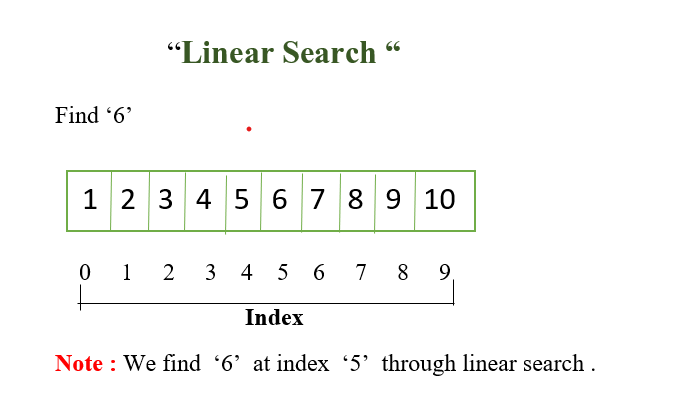 “Linear Search “
Find ‘6’
1 2 3 4 5 6 7 8 9 10
0 1 2 3 4 5 6 7 8 9
Index
Note : We find ‘6’ at index ‘5’ through linear search .